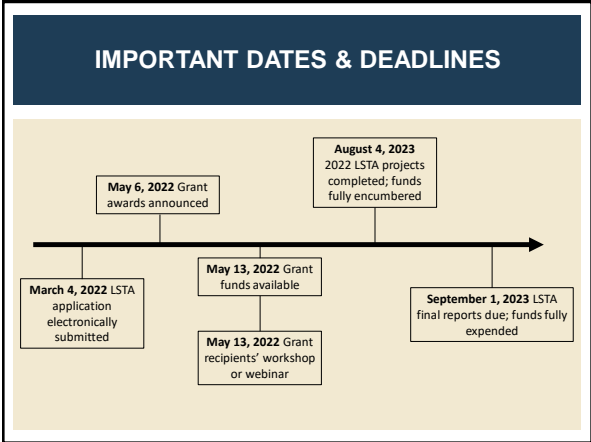 IMPORTANT DATES & DEADLINES
March 4, 2022 LSTA
application
electronically
submitted
May 6, 2022 Grant
awards announced
May 13, 2022 Grant
funds available
May 13, 2022 Grant
recipients’ workshop
or webinar
August 4, 2023
2022 LSTA projects
completed; funds
fully encumbered
September 1, 2023 LSTA
final reports due; funds fully
expended